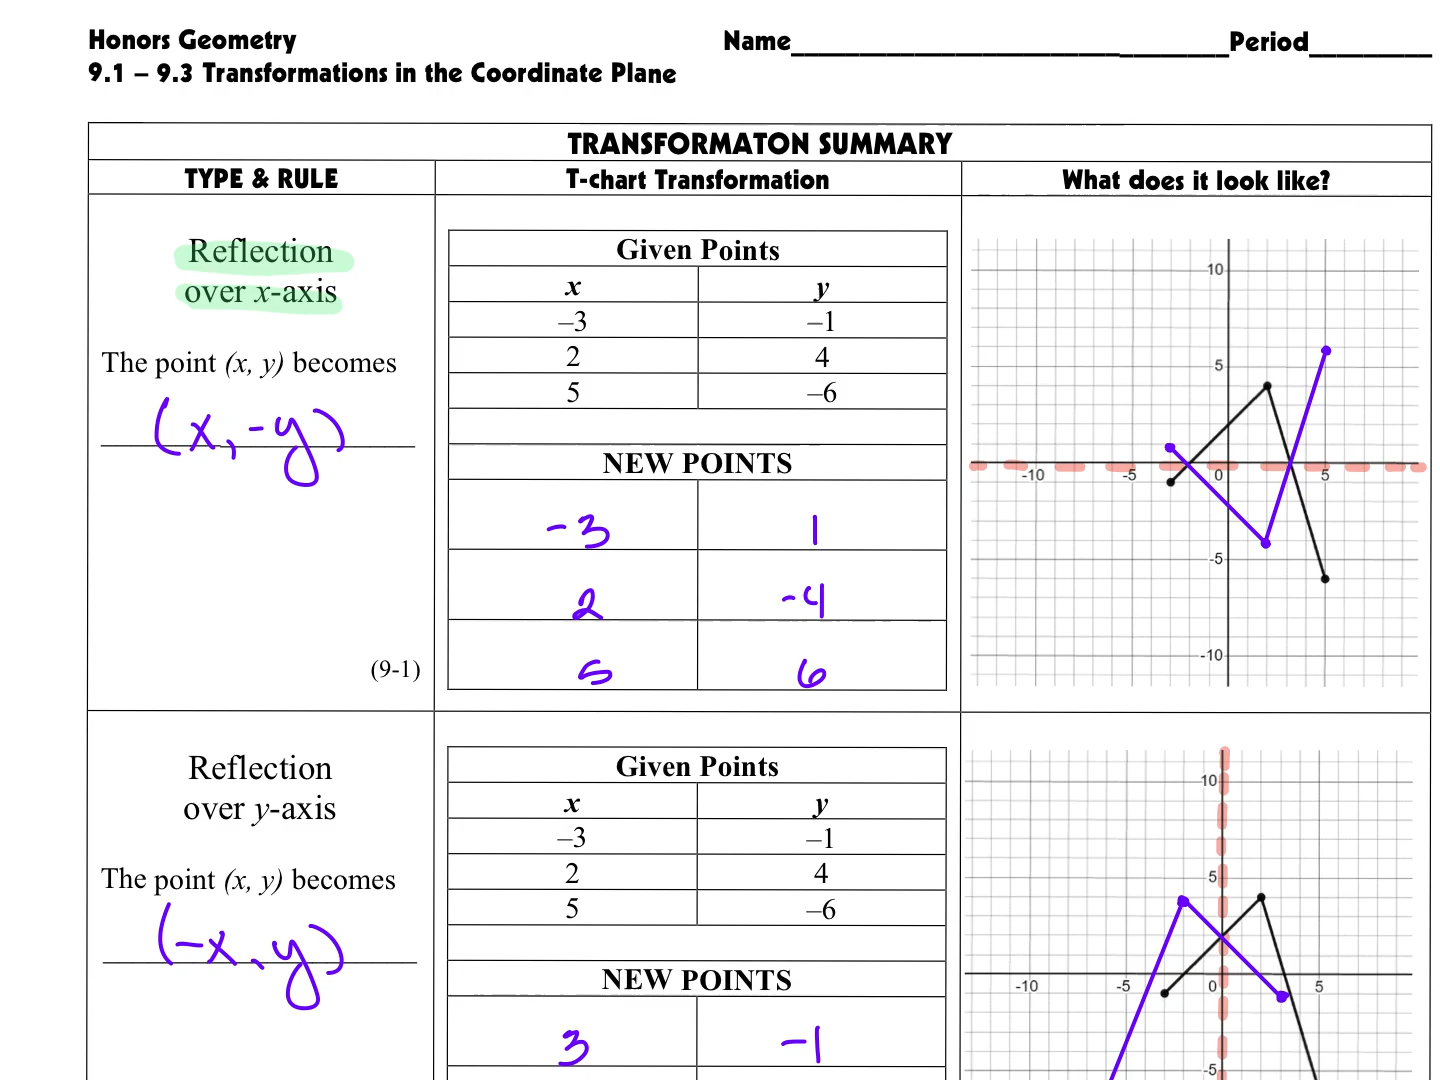 Honors Geometry
Name Period
9.1 – 9.3 Transformations in the Coordinate Plane
TRANSFORMATON SUMMARY
TYPE & RULE T-chart Transformation What does it look like?
Reflection
over x-axis
The point (x, y) becomes
(x, -y)
(9-1)
Given Points
x y
–3 –1
2 4
5 –6
NEW POINTS
-3 1
2 -4
5 6
10
5
-10 -5 0 5
-5
-10
Reflection
over y-axis
The point (x, y) becomes
(-x, y)
Given Points
x y
–3 –1
2 4
5 –6
NEW POINTS
3 -1
10
5
-10 -5 0 5
-5